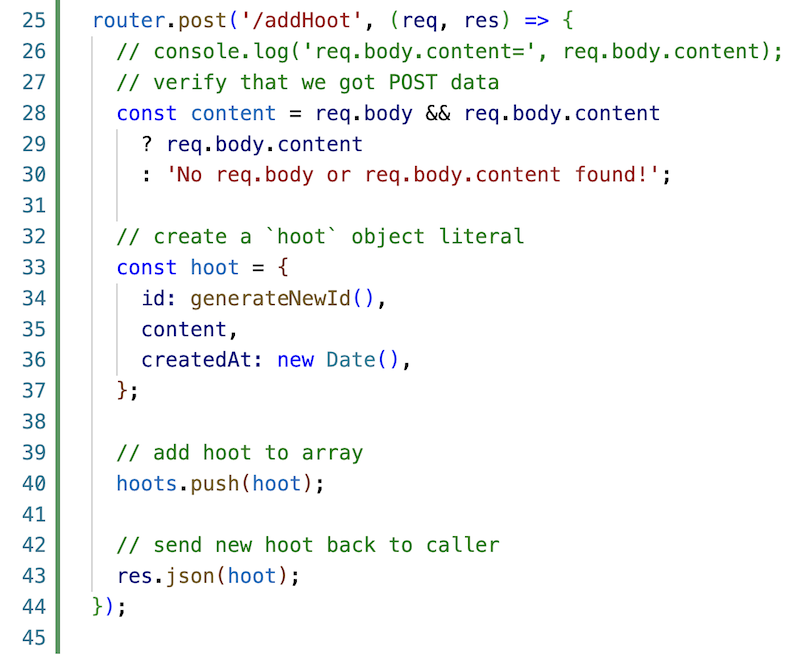 25 router.post('/addHoot', (req, res) => {
26   // console.log('req.body.content=', req.body.content);
27   // verify that we got POST data
28   const content = req.body && req.body.content
29     ? req.body.content
30     : 'No req.body or req.body.content found!';
31
32   // create a `hoot` object literal
33   const hoot = {
34     id: generateNewId(),
35     content,
36     createdAt: new Date(),
37   };
38
39   // add hoot to array
40   hoots.push(hoot);
41
42   // send new hoot back to caller
43   res.json(hoot);
44 });
45